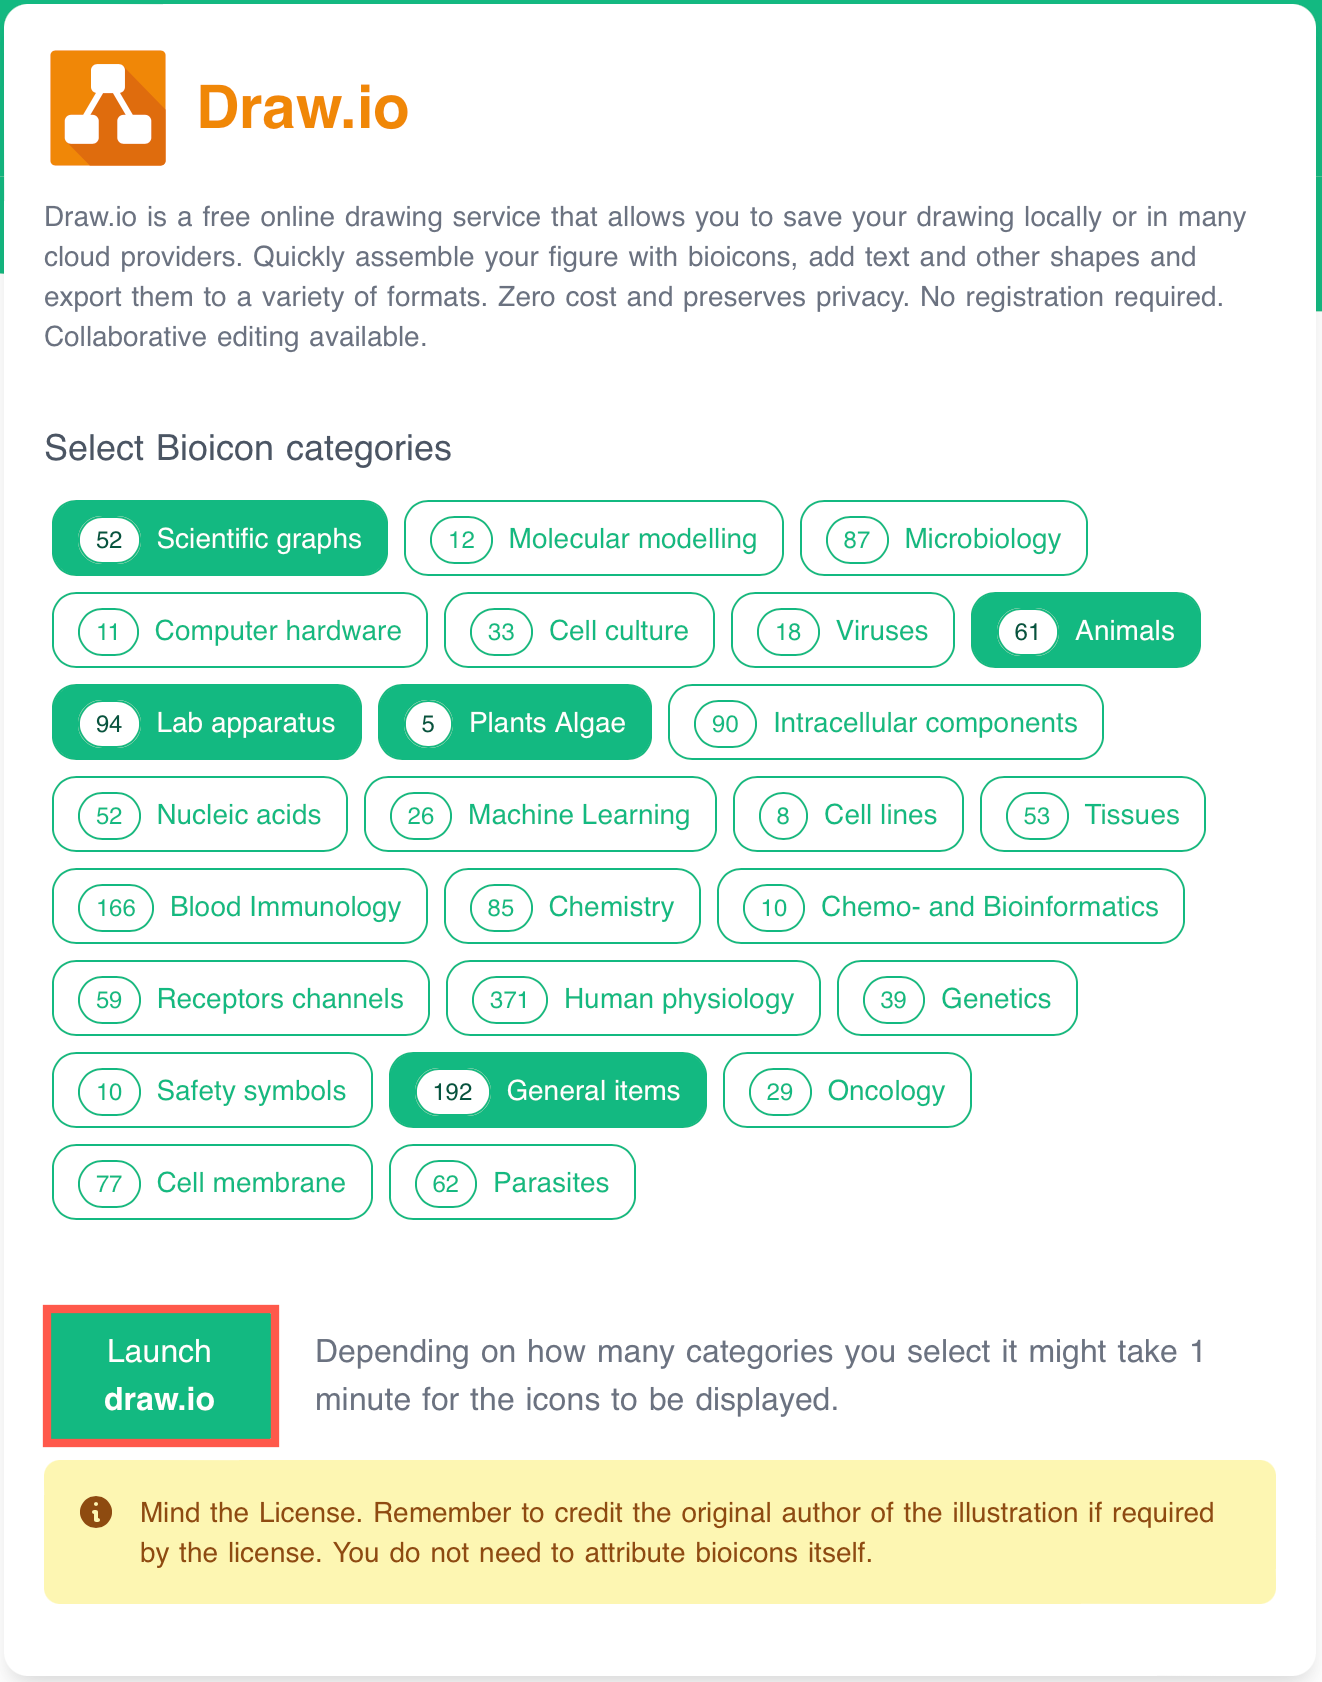 Draw.io
Draw.io is a free online drawing service that allows you to save your drawing locally or in many
cloud providers. Quickly assemble your figure with bioicons, add text and other shapes and
export them to a variety of formats. Zero cost and preserves privacy. No registration required.
Collaborative editing available.
Select Bioicon categories
52 Scientific graphs 12 Molecular modelling 87 Microbiology
11 Computer hardware 33 Cell culture 18 Viruses 61 Animals
94 Lab apparatus 5 Plants Algae 90 Intracellular components
52 Nucleic acids 26 Machine Learning 8 Cell lines 53 Tissues
166 Blood Immunology 85 Chemistry 10 Chemo- and Bioinformatics
59 Receptors channels 371 Human physiology 39 Genetics
10 Safety symbols 192 General items 29 Oncology
77 Cell membrane 62 Parasites
Launch
draw.io
Depending on how many categories you select it might take 1
minute for the icons to be displayed.
Mind the License. Remember to credit the original author of the illustration if required
by the license. You do not need to attribute bioicons itself.